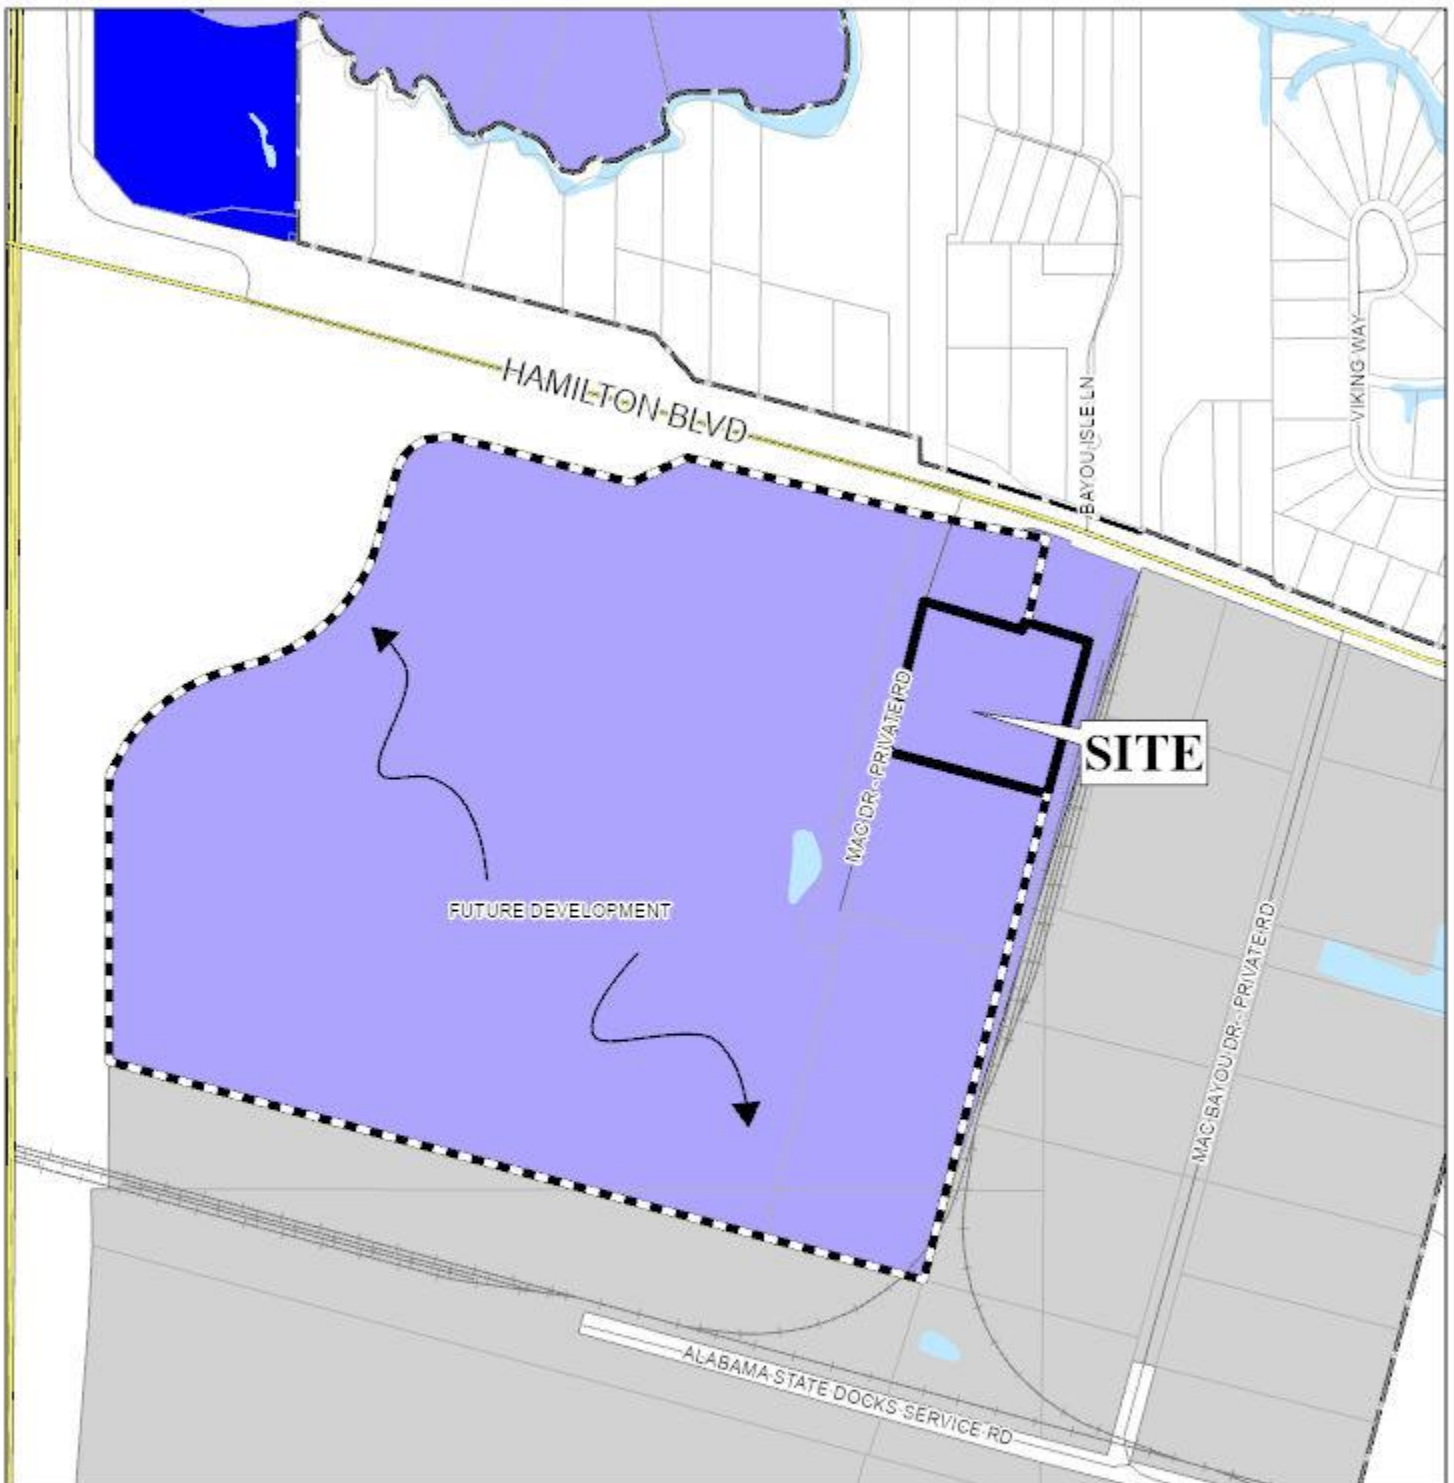 HAMILTON BLVD
BAYOU ISLE LN
VIKING WAY
MAC DR - PRIVATE RD
SITE
FUTURE DEVELOPMENT
MAC BAYOU DR - PRIVATE RD
ALABAMA STATE DOCKS SERVICE RD